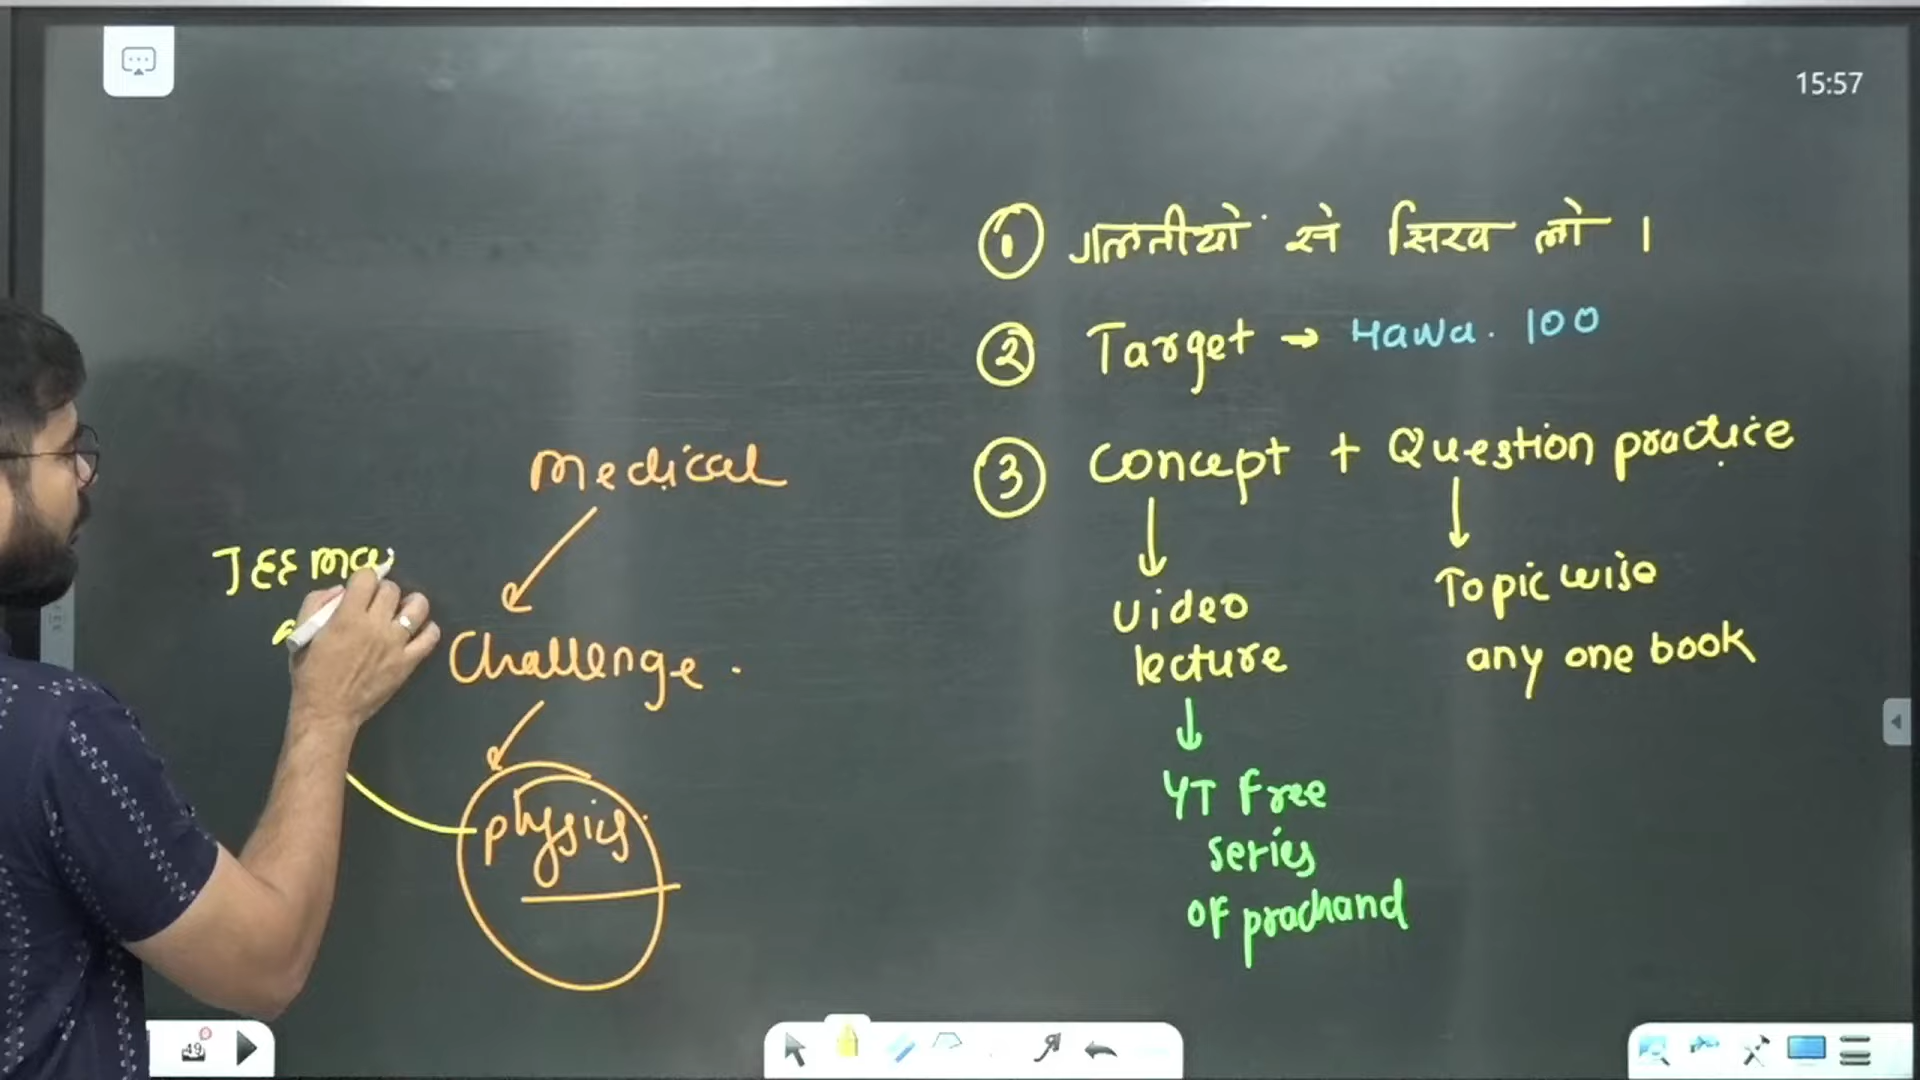 15:57
① गलतीयों से सिख लो ।
② Target → Hawa. 100
③ Concept + Question practice
Video
lecture
Topic wise
any one book
YT Free
series
of prachand
Medical
JEE
Challenge.
physics.
49